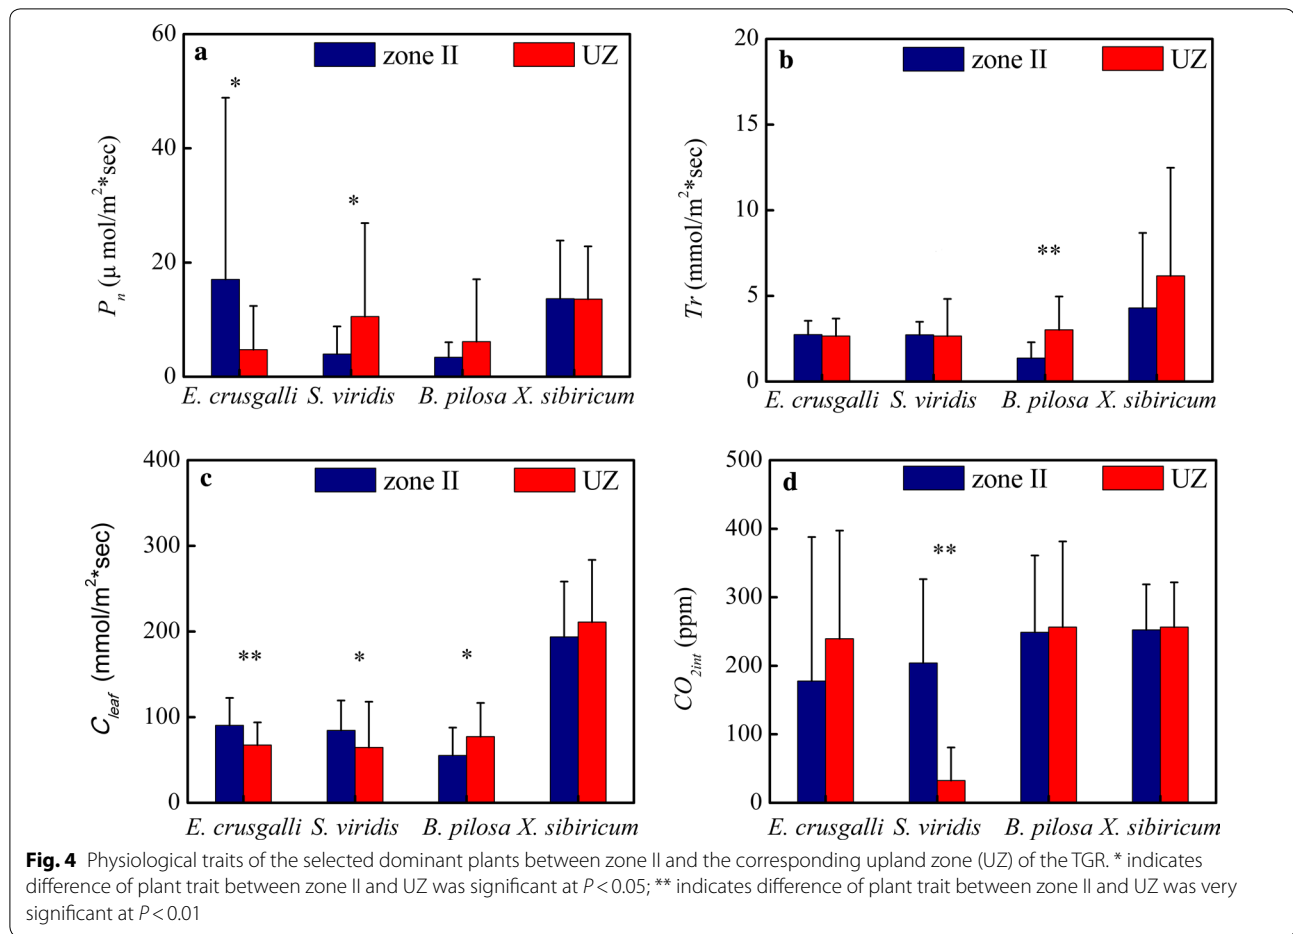 a
zone II
UZ
60
40
20
0
*
*
P_n (μ mol/m²*sec)
E. crusgalli S. viridis B. pilosa X. sibiricum
b
zone II
UZ
20
15
10
5
0
**
Tr (mmol/m²*sec)
E. crusgalli S. viridis B. pilosa X. sibiricum
c
zone II
UZ
400
300
200
100
0
**
*
*
C_leaf (mmol/m²*sec)
E. crusgalli S. viridis B. pilosa X. sibiricum
d
zone II
UZ
500
400
300
200
100
0
**
CO_2int (ppm)
E. crusgalli S. viridis B. pilosa X. sibiricum
Fig. 4 Physiological traits of the selected dominant plants between zone II and the corresponding upland zone (UZ) of the TGR. * indicates
difference of plant trait between zone II and UZ was significant at P < 0.05; ** indicates difference of plant trait between zone II and UZ was very
significant at P < 0.01